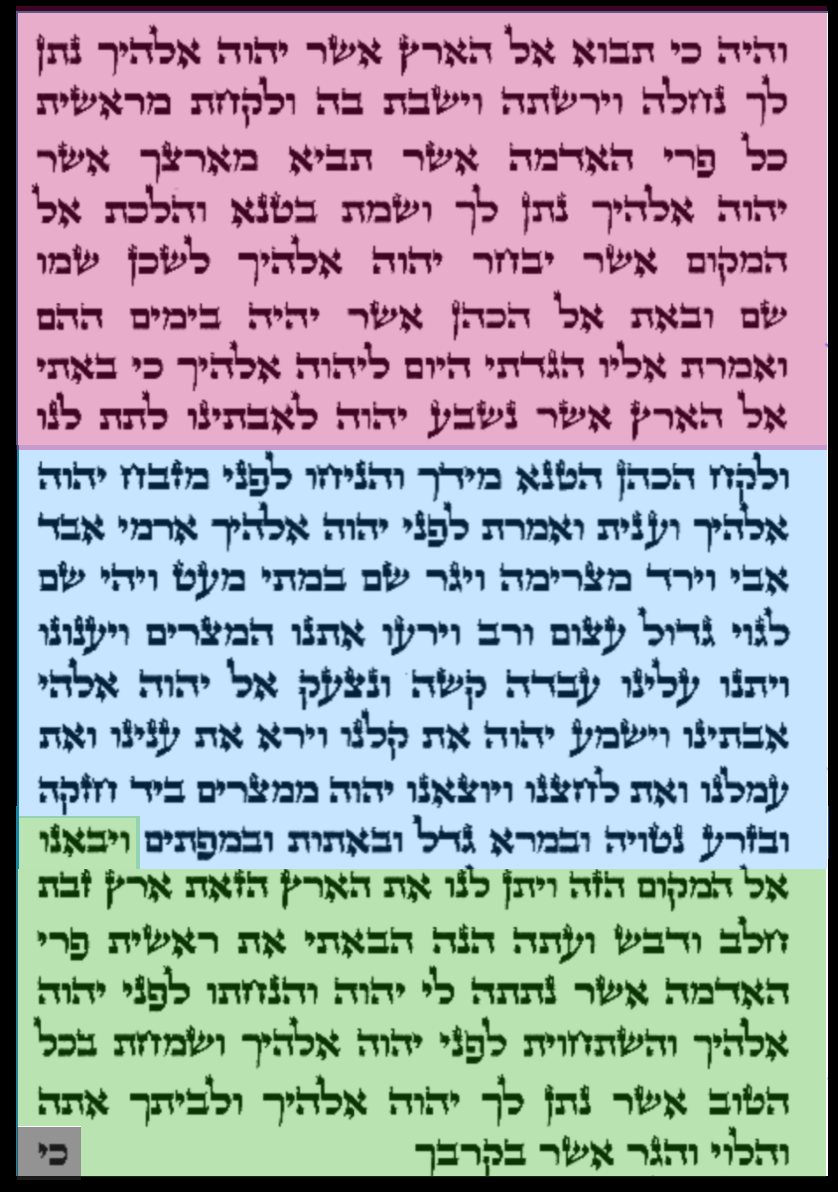 והיה כי תבוא אל הארץ אשר יהוה אלהיך נתן
לך נחלה וירשתה וישבת בה ולקחת מראשית
כל פרי האדמה אשר תביא מארצך אשר
יהוה אלהיך נתן לך ושמת בטנא והלכת אל
המקום אשר יבחר יהוה אלהיך לשכן שמו
שם ובאת אל הכהן אשר יהיה בימים ההם
ואמרת אליו הגדתי היום ליהוה אלהיך כי באתי
אל הארץ אשר נשבע יהוה לאבתינו לתת לנו
ולקח הכהן הטנא מידך והניחו לפני מזבח יהוה
אלהיך וענית ואמרת לפני יהוה אלהיך ארמי אבד
אבי וירד מצרימה ויגר שם במתי מעט ויהי שם
לגוי גדול עצום ורב וירעו אתנו המצרים ויענונו
ויתנו עלינו עבדה קשה ונצעק אל יהוה אלהי
אבתינו וישמע יהוה את קלנו וירא את ענינו ואת
עמלנו ואת לחצנו ויוצאנו יהוה ממצרים ביד חזקה
ובזרע נטויה ובמרא גדל ובאתות ובמפתים ויבאנו
אל המקום הזה ויתן לנו את הארץ הזאת ארץ זבת
חלב ודבש ועתה הנה הבאתי את ראשית פרי
האדמה אשר נתתה לי יהוה והנחתו לפני יהוה
אלהיך והשתחוית לפני יהוה אלהיך ושמחת בכל
הטוב אשר נתן לך יהוה אלהיך ולביתך אתה
והלוי והגר אשר בקרבך כי